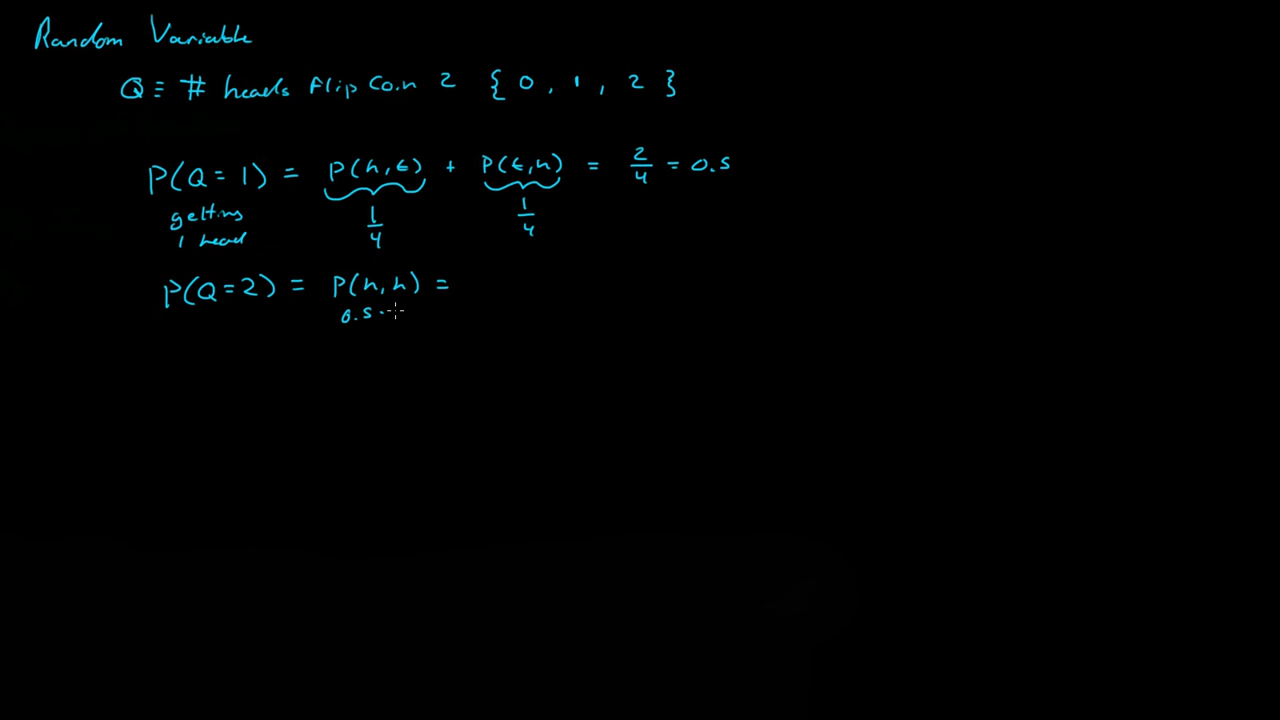 Random Variable
Q ≡ # heads flip coin 2 { 0, 1, 2 }
P(Q = 1) = P(h, t) + P(t, h) = 2/4 = 0.5
getting 1/4 1/4
1 head
P(Q=2) = P(h, h) =
0.5 ·